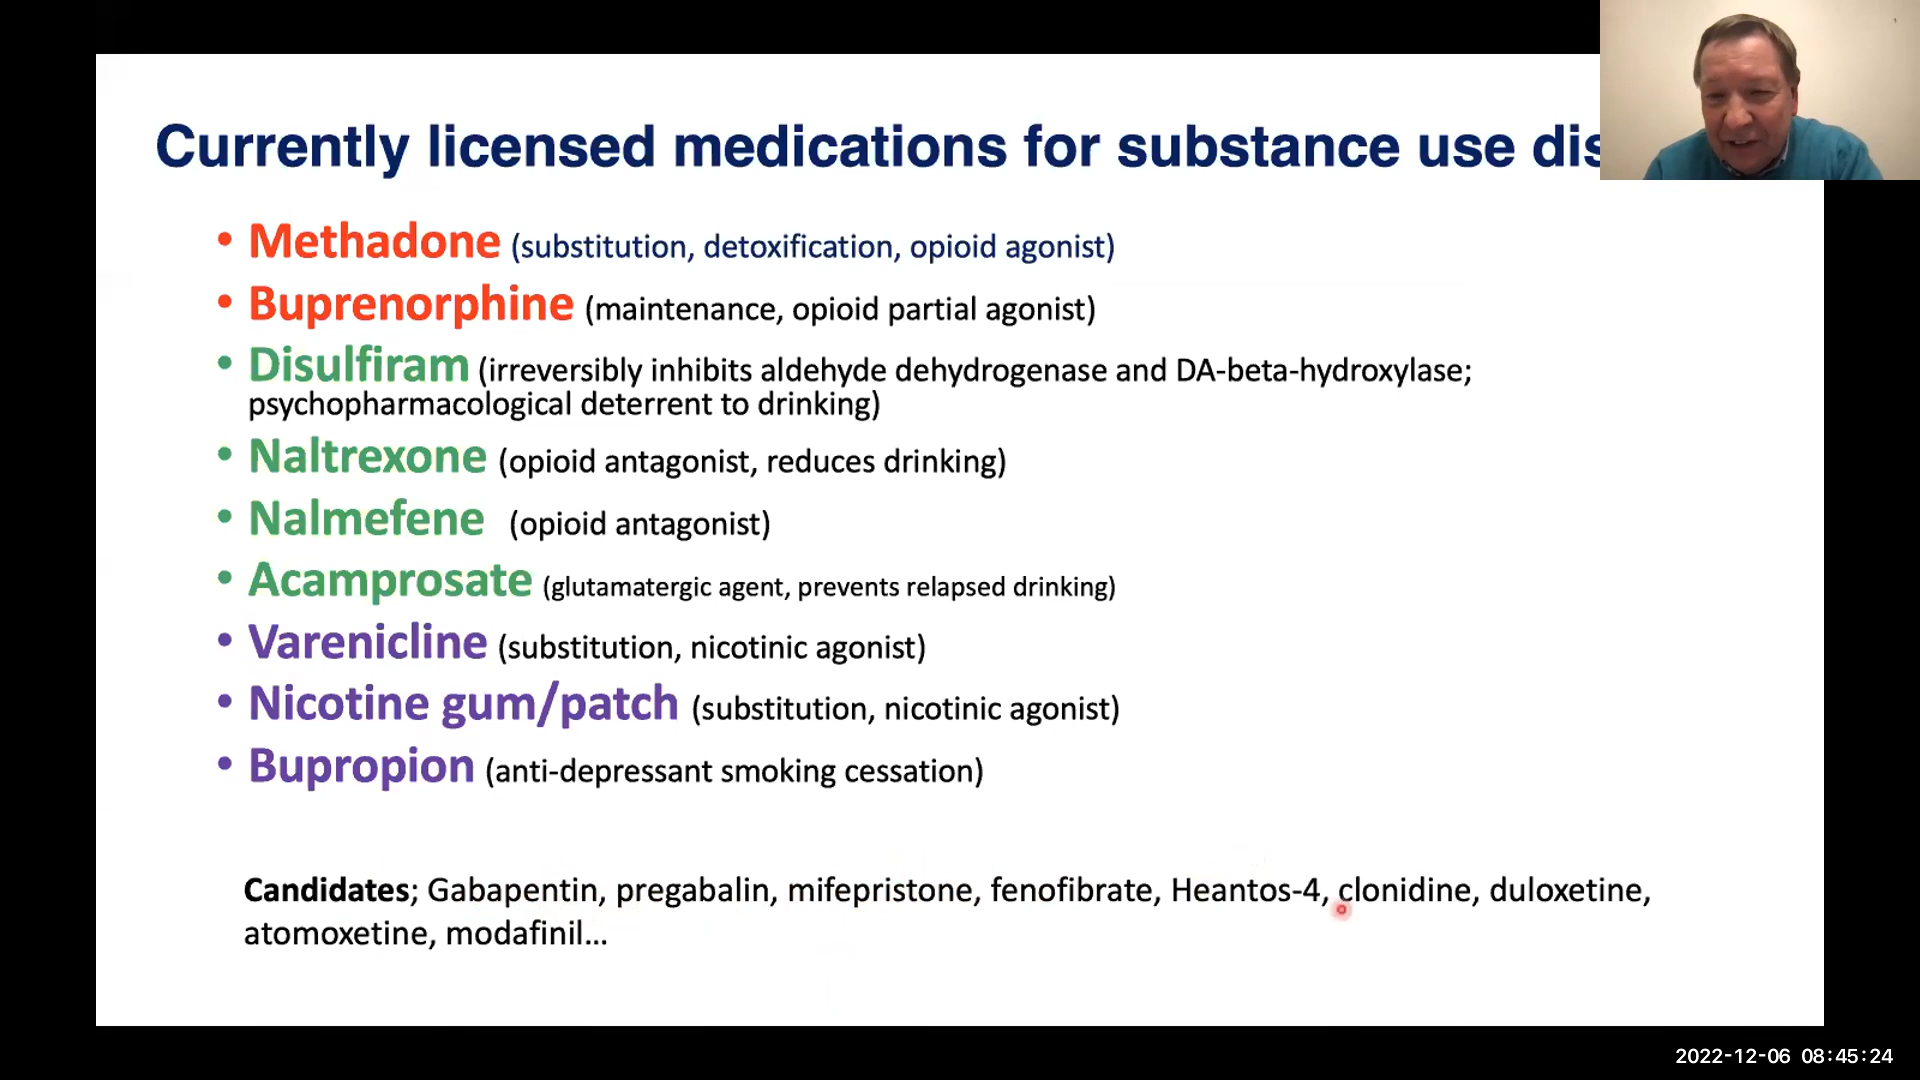 Currently licensed medications for substance use dis
• Methadone (substitution, detoxification, opioid agonist)
• Buprenorphine (maintenance, opioid partial agonist)
• Disulfiram (irreversibly inhibits aldehyde dehydrogenase and DA-beta-hydroxylase;
psychopharmacological deterrent to drinking)
• Naltrexone (opioid antagonist, reduces drinking)
• Nalmefene (opioid antagonist)
• Acamprosate (glutamatergic agent, prevents relapsed drinking)
• Varenicline (substitution, nicotinic agonist)
• Nicotine gum/patch (substitution, nicotinic agonist)
• Bupropion (anti-depressant smoking cessation)
Candidates; Gabapentin, pregabalin, mifepristone, fenofibrate, Heantos-4, clonidine, duloxetine,
atomoxetine, modafinil...
2022-12-06 08:45:24